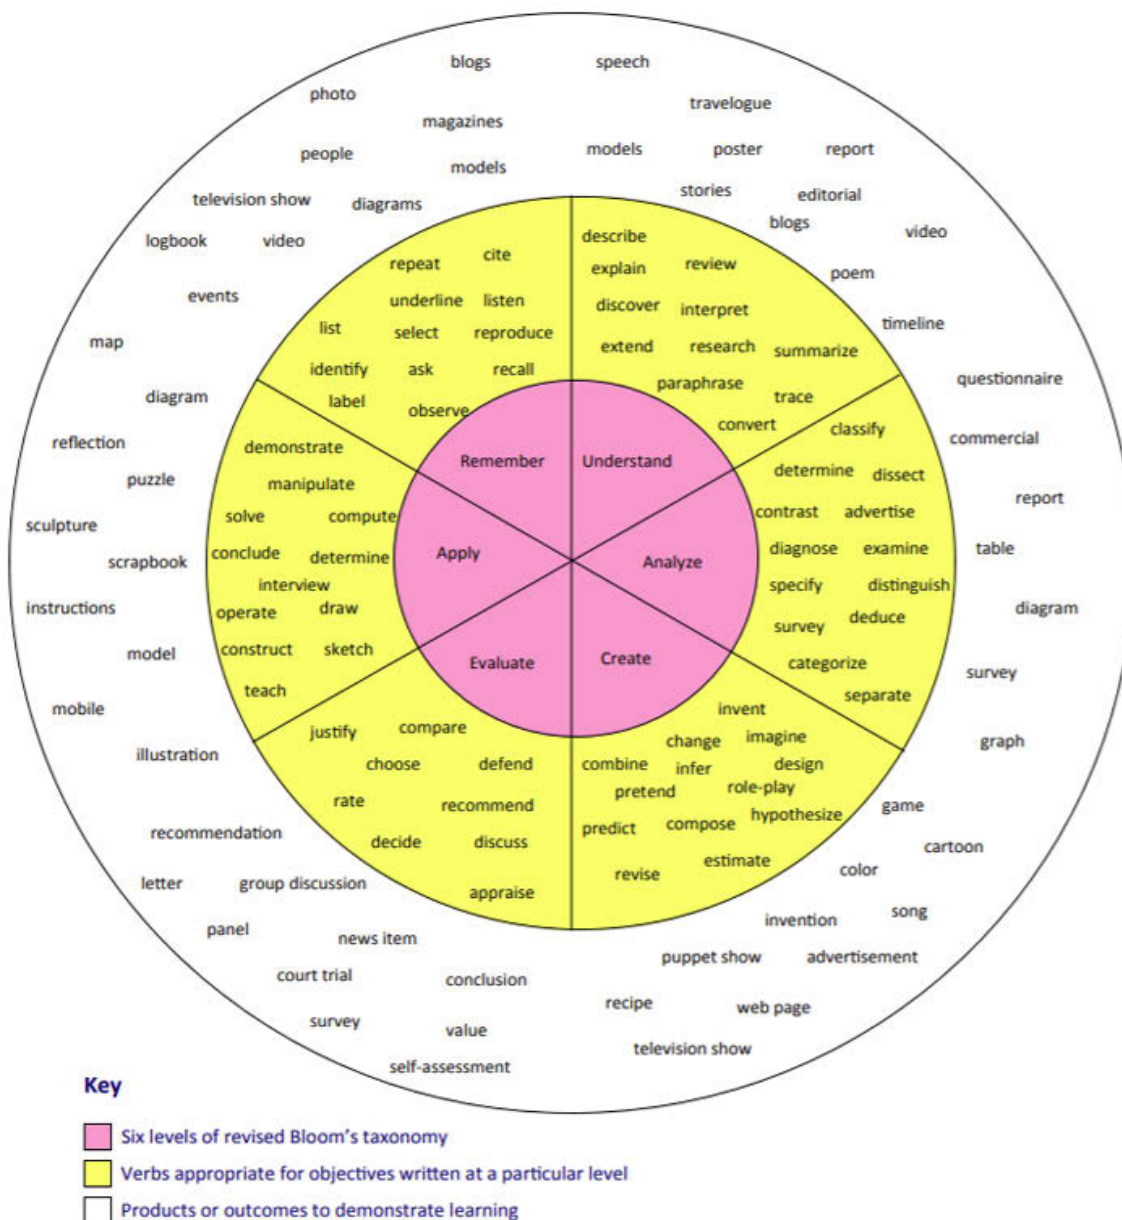 blogs
speech
photo
travelogue
magazines
people
models
models
poster
report
television show
diagrams
stories
editorial
blogs
logbook
video
video
events
poem
map
timeline
diagram
questionnaire
reflection
commercial
puzzle
report
sculpture
scrapbook
table
instructions
diagram
model
survey
mobile
illustration
graph
recommendation
game
cartoon
letter
group discussion
color
panel
news item
invention
song
court trial
conclusion
puppet show
advertisement
survey
value
recipe
web page
self-assessment
television show
repeat
cite
underline
listen
list
select
reproduce
identify
ask
recall
label
observe
describe
explain
review
discover
interpret
extend
research
summarize
paraphrase
trace
convert
classify
determine
dissect
contrast
advertise
diagnose
examine
specify
distinguish
survey
deduce
categorize
separate
demonstrate
manipulate
solve
compute
conclude
determine
interview
operate
draw
construct
sketch
teach
justify
compare
choose
defend
rate
recommend
decide
discuss
appraise
invent
change
imagine
combine
infer
design
pretend
role-play
predict
compose
hypothesize
revise
estimate
Remember
Understand
Apply
Analyze
Evaluate
Create
Key
Six levels of revised Bloom's taxonomy
Verbs appropriate for objectives written at a particular level
Products or outcomes to demonstrate learning